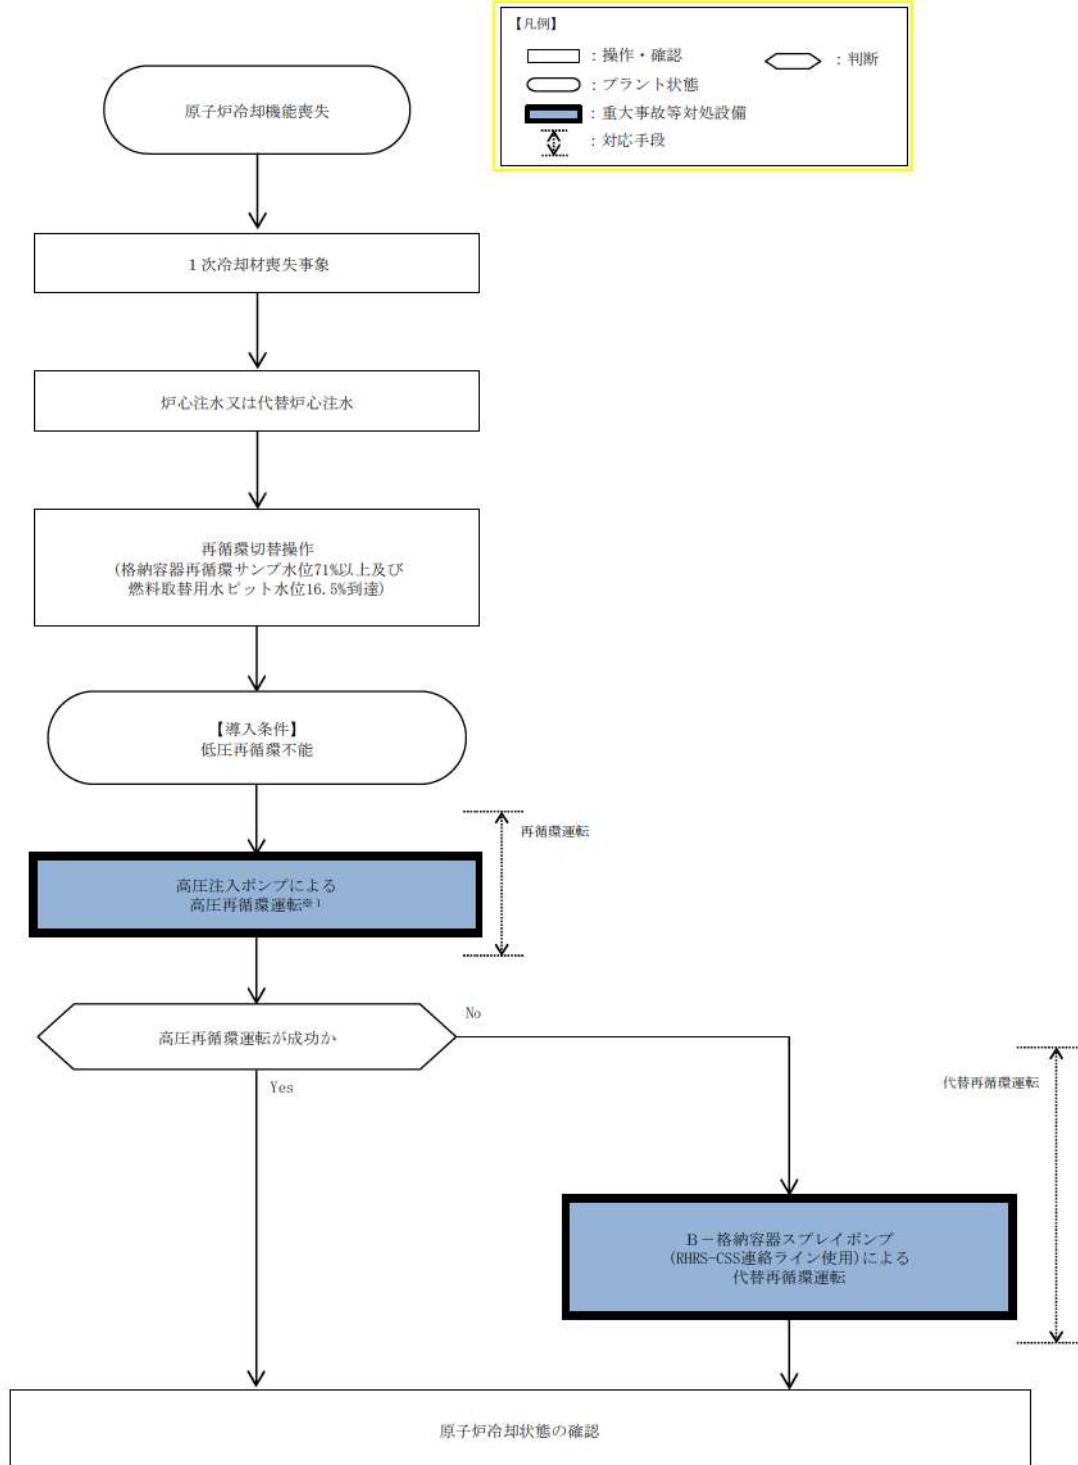 【凡例】
：操作・確認
：判断
：プラント状態
：重大事故等対処設備
：対応手段
原子炉冷却機能喪失
１次冷却材喪失事象
炉心注水又は代替炉心注水
再循環切替操作
(格納容器再循環サンプ水位71%以上及び
燃料取替用水ピット水位16.5%到達)
【導入条件】
低圧再循環不能
再循環運転
高圧注入ポンプによる
高圧再循環運転※1
高圧再循環運転が成功か
No
Yes
代替再循環運転
Ｂ－格納容器スプレイポンプ
(RHRS-CSS連絡ライン使用)による
代替再循環運転
原子炉冷却状態の確認